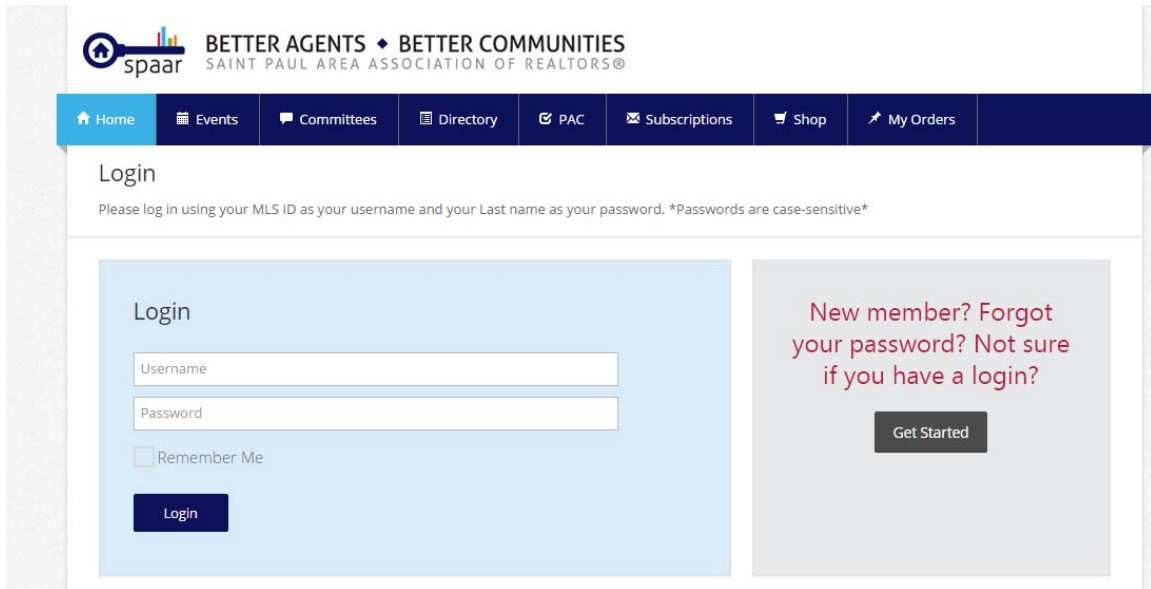 spaar
BETTER AGENTS ◆ BETTER COMMUNITIES
SAINT PAUL AREA ASSOCIATION OF REALTORS®
Home Events Committees Directory PAC Subscriptions Shop My Orders
Login
Please log in using your MLS ID as your username and your Last name as your password. *Passwords are case-sensitive*
Login
Username
Password
Remember Me
Login
New member? Forgot
your password? Not sure
if you have a login?
Get Started